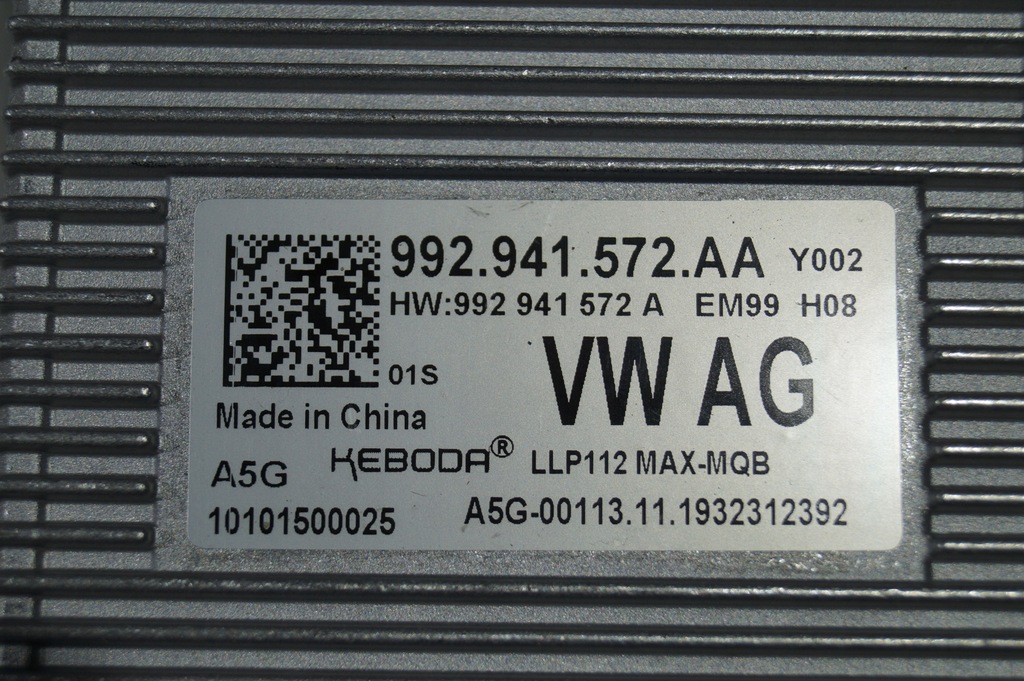 992.941.572.AA Y002
HW:992 941 572 A EM99 H08
01S
VW AG
Made in China
A5G KEBODA® LLP112 MAX-MQB
10101500025 A5G-00113.11.1932312392